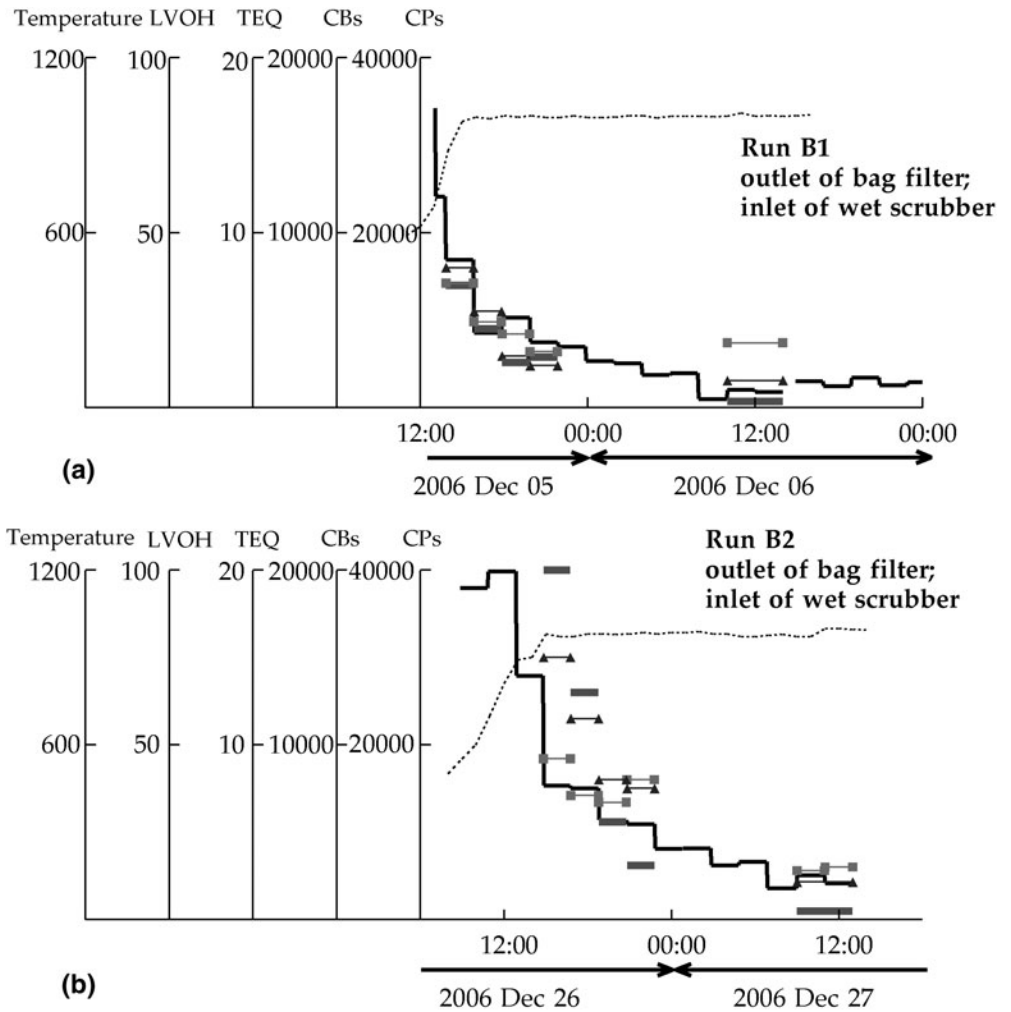 Temperature LVOH TEQ CBs CPs
1200 100 20 20000 40000
Run B1
outlet of bag filter;
inlet of wet scrubber
600 50 10 10000 20000
12:00 00:00 12:00 00:00
(a)
2006 Dec 05 2006 Dec 06
Temperature LVOH TEQ CBs CPs
Run B2
1200 100 20 20000 40000
outlet of bag filter;
inlet of wet scrubber
600 50 10 10000 20000
12:00 00:00 12:00
(b)
2006 Dec 26 2006 Dec 27